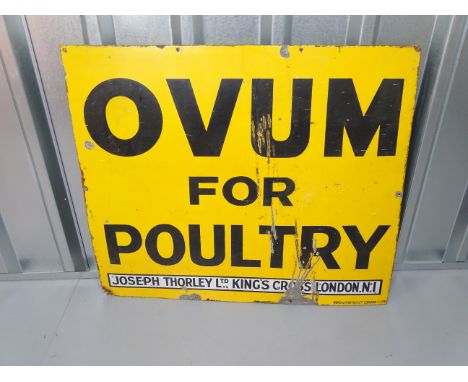 OVUM
FOR
POULTRY
JOSEPH THORLEY LTD KING'S CROSS LONDON. N.1